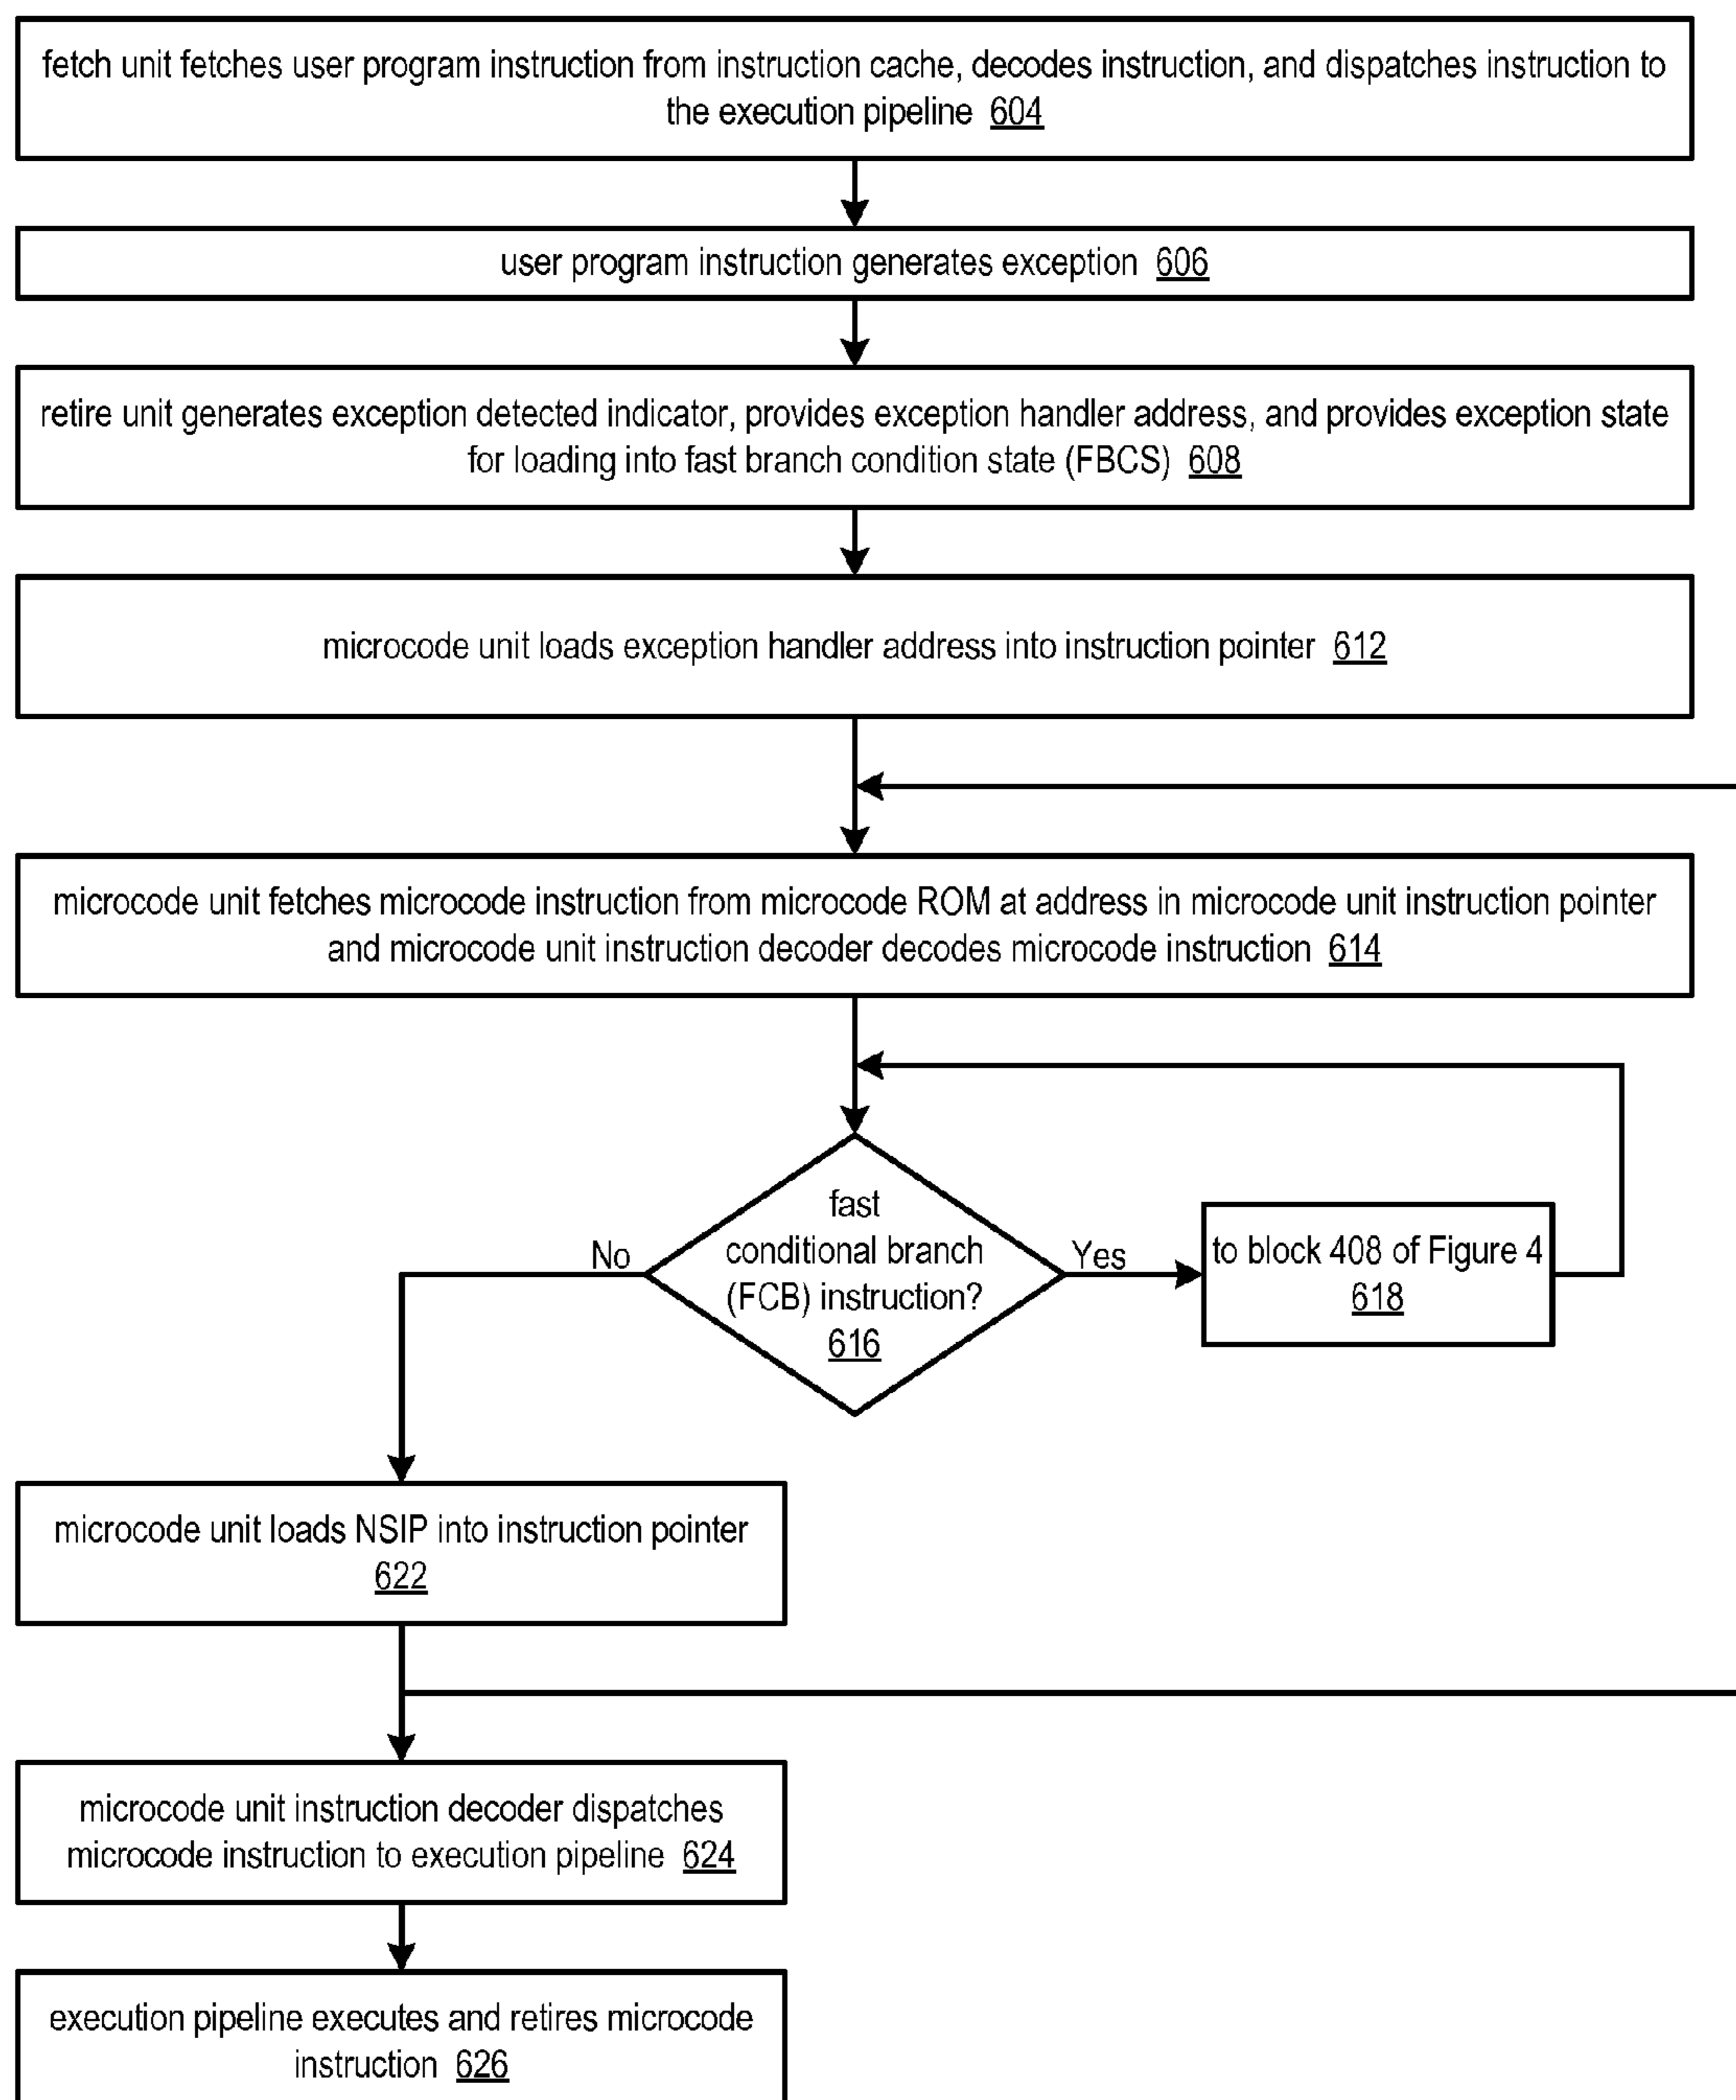 fetch unit fetches user program instruction from instruction cache, decodes instruction, and dispatches instruction to
the execution pipeline 604
user program instruction generates exception 606
retire unit generates exception detected indicator, provides exception handler address, and provides exception state
for loading into fast branch condition state (FBCS) 608
microcode unit loads exception handler address into instruction pointer 612
microcode unit fetches microcode instruction from microcode ROM at address in microcode unit instruction pointer
and microcode unit instruction decoder decodes microcode instruction 614
fast
conditional branch
(FCB) instruction?
616
No
Yes
to block 408 of Figure 4
618
microcode unit loads NSIP into instruction pointer
622
microcode unit instruction decoder dispatches
microcode instruction to execution pipeline 624
execution pipeline executes and retires microcode
instruction 626